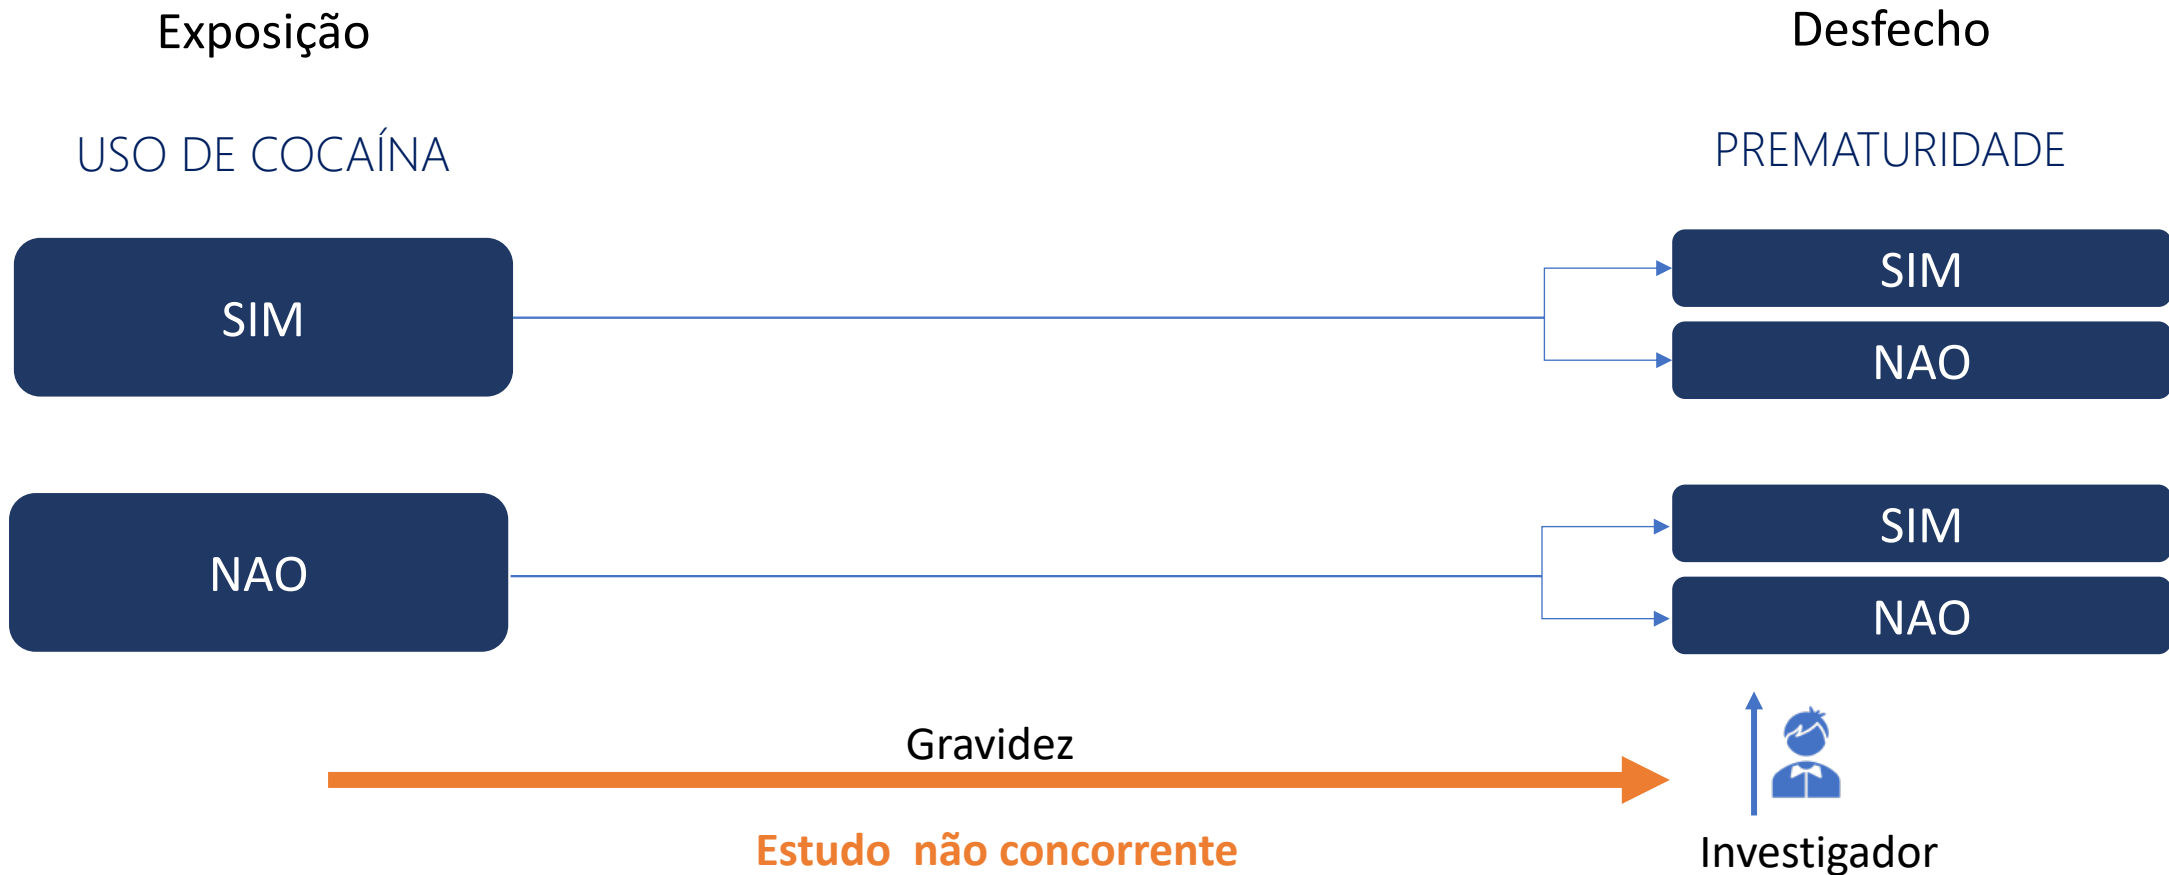 Exposição
Desfecho
USO DE COCAÍNA
PREMATURIDADE
SIM
SIM
NAO
NAO
SIM
NAO
Gravidez
Estudo não concorrente
Investigador